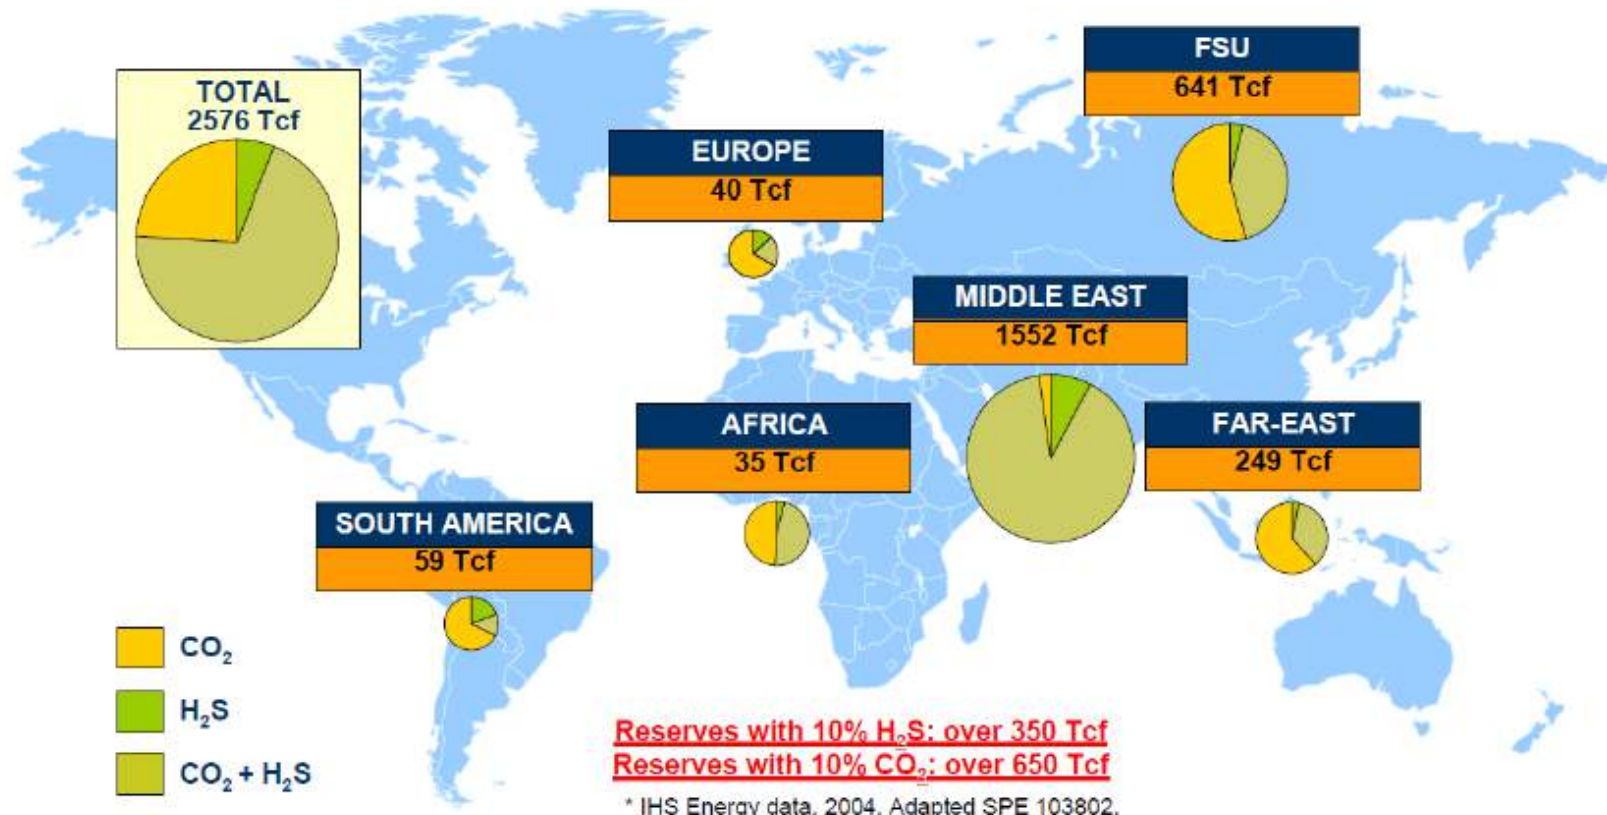 TOTAL
2576 Tcf
FSU
641 Tcf
EUROPE
40 Tcf
MIDDLE EAST
1552 Tcf
AFRICA
35 Tcf
FAR-EAST
249 Tcf
SOUTH AMERICA
59 Tcf
CO₂
H₂S
CO₂ + H₂S
Reserves with 10% H₂S: over 350 Tcf
Reserves with 10% CO₂: over 650 Tcf
* IHS Energy data, 2004. Adapted SPE 103802.